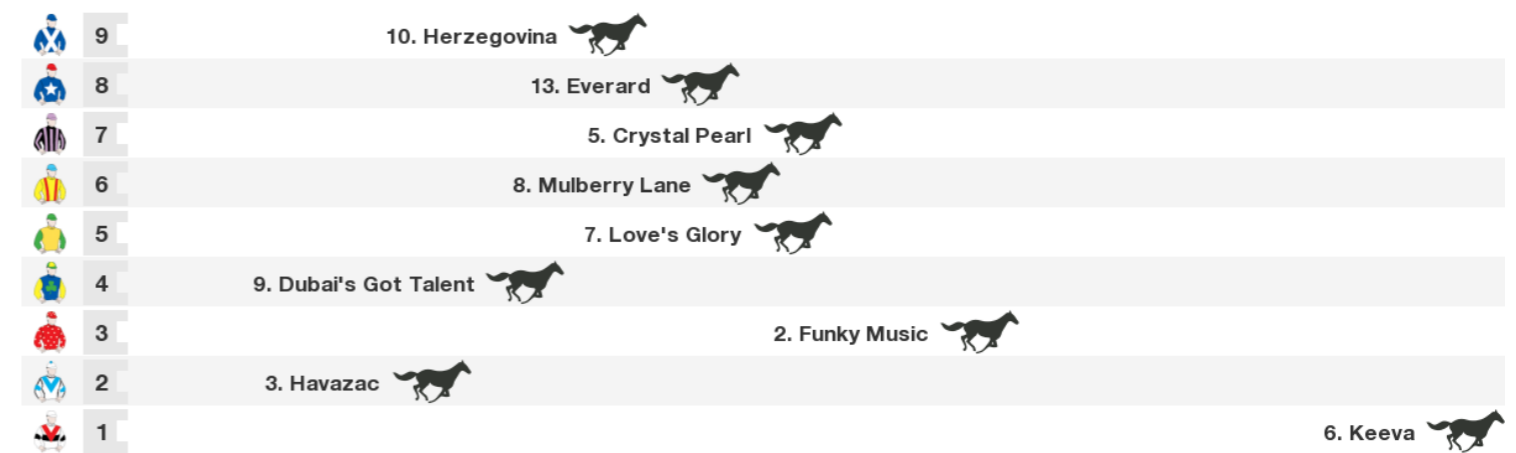 9 10. Herzegovina
8 13. Everard
7 5. Crystal Pearl
6 8. Mulberry Lane
5 7. Love's Glory
4 9. Dubai's Got Talent
3 2. Funky Music
2 3. Havazac
1 6. Keeva